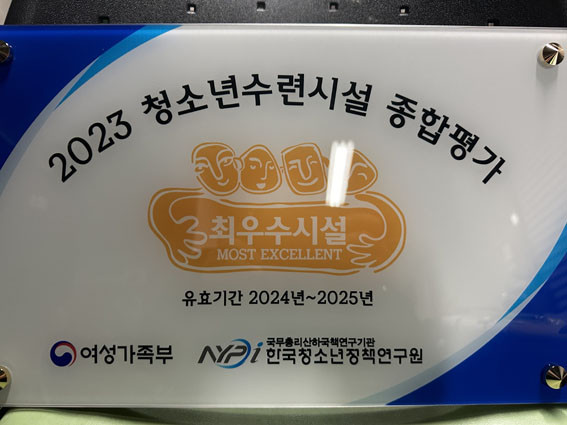 2023 청소년수련시설 종합평가
최우수시설
MOST EXCELLENT
유효기간 2024년~2025년
여성가족부
NYPi
국무총리산하국책연구기관
한국청소년정책연구원